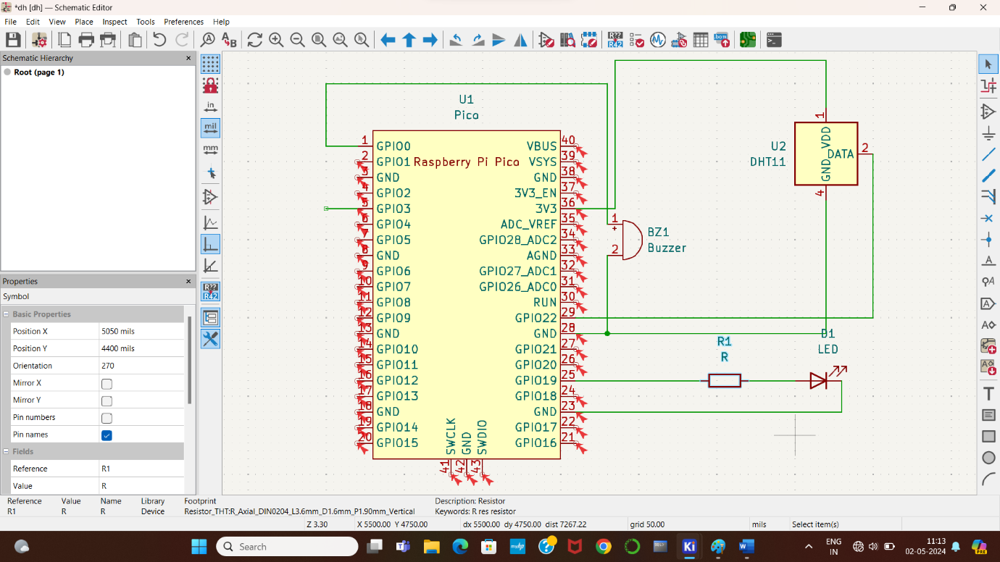 *dh [dh] — Schematic Editor
File Edit View Place Inspect Tools Preferences Help
Schematic Hierarchy
Root (page 1)
in
mil
mm
R??
R42
Properties
Symbol
Basic Properties
Position X 5050 mils
Position Y 4400 mils
Orientation 270
Mirror X
Mirror Y
Pin numbers
Pin names
Fields
Reference R1
Value R
U1
Pico
Raspberry Pi Pico
1 GPIO0 VBUS 40
2 GPIO1 VSYS 39
3 GND GND 38
4 GPIO2 3V3_EN 37
5 GPIO3 3V3 36
6 GPIO4 ADC_VREF 35
7 GPIO5 GPIO28_ADC2 34
8 GND AGND 33
9 GPIO6 GPIO27_ADC1 32
10 GPIO7 GPIO26_ADC0 31
11 GPIO8 RUN 30
12 GPIO9 GPIO22 29
13 GND GND 28
14 GPIO10 GPIO21 27
15 GPIO11 GPIO20 26
16 GPIO12 GPIO19 25
17 GPIO13 GPIO18 24
18 GND GND 23
19 GPIO14 GPIO17 22
20 GPIO15 GPIO16 21
SWCLK GND SWDIO
41 42 43
1
+
2
BZ1
Buzzer
U2
DHT11
1
VDD
DATA 2
GND
4
R1
R
D1
LED
Reference Value Name Library Footprint Description: Resistor
R1 R R Device Resistor_THT:R_Axial_DIN0204_L3.6mm_D1.6mm_P1.90mm_Vertical Keywords: R res resistor
Z 3.30 X 5500.00 Y 4750.00 dx 5500.00 dy 4750.00 dist 7267.22 grid 50.00 mils Select item(s)
Search
ENG
IN
11:13
02-05-2024